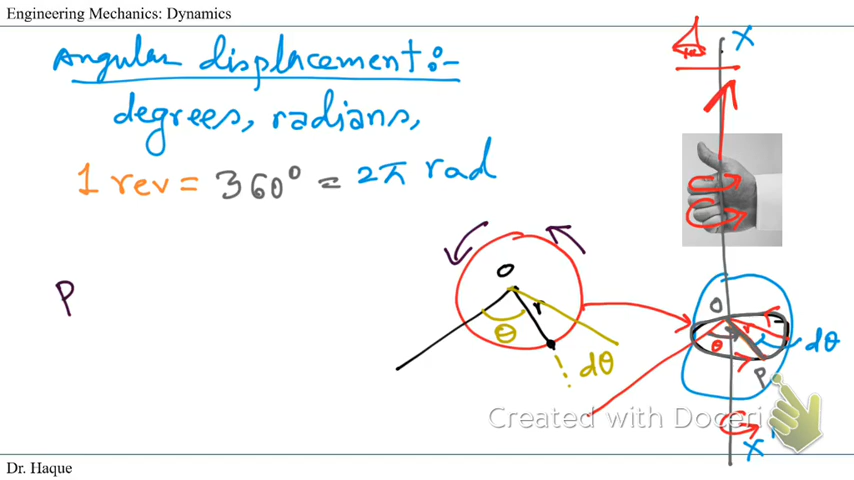 Engineering Mechanics: Dynamics
Angular displacement:-
degrees, radians,
1 rev = 360° = 2π rad
P
O
r
θ
dθ
X
O
r
θ
dθ
P
X'
Created with Doceri
Dr. Haque